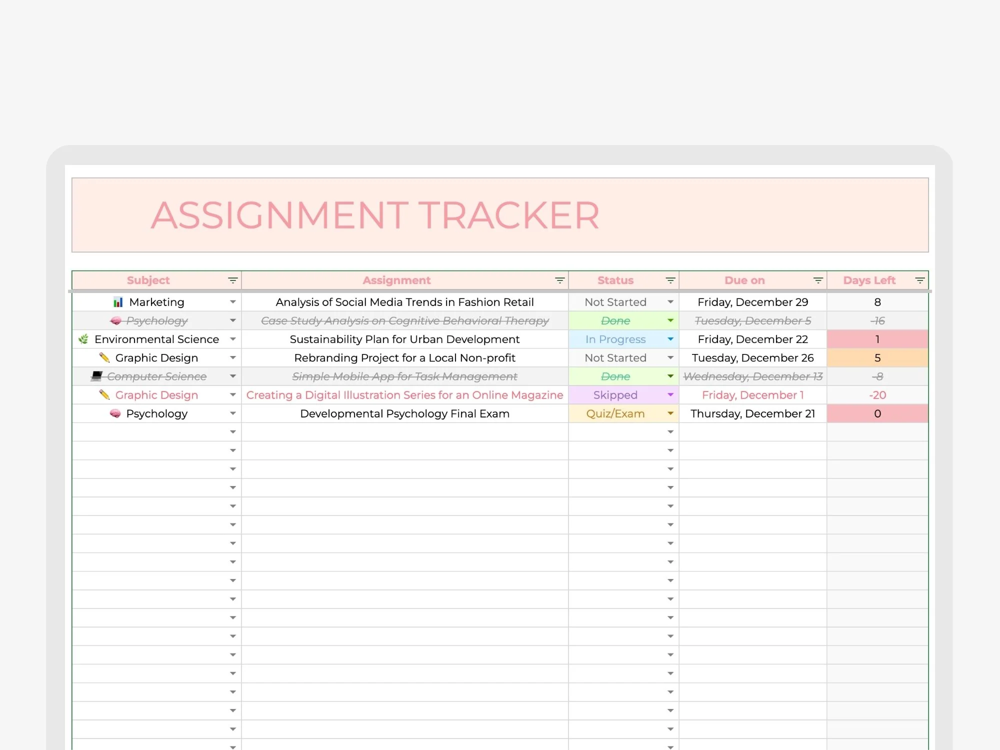 ASSIGNMENT TRACKER
Subject Assignment Status Due on Days Left
Marketing Analysis of Social Media Trends in Fashion Retail Not Started Friday, December 29 8
Psychology Case Study Analysis on Cognitive Behavioral Therapy Done Tuesday, December 5 -16
Environmental Science Sustainability Plan for Urban Development In Progress Friday, December 22 1
Graphic Design Rebranding Project for a Local Non-profit Not Started Tuesday, December 26 5
Computer Science Simple Mobile App for Task Management Done Wednesday, December 13 -8
Graphic Design Creating a Digital Illustration Series for an Online Magazine Skipped Friday, December 1 -20
Psychology Developmental Psychology Final Exam Quiz/Exam Thursday, December 21 0